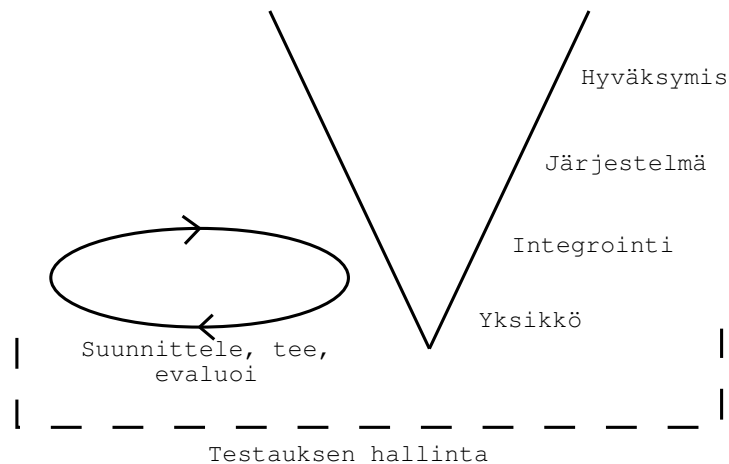 Hyväksymis
Järjestelmä
Integrointi
Yksikkö
Suunnittele, tee,
evaluoi
Testauksen hallinta